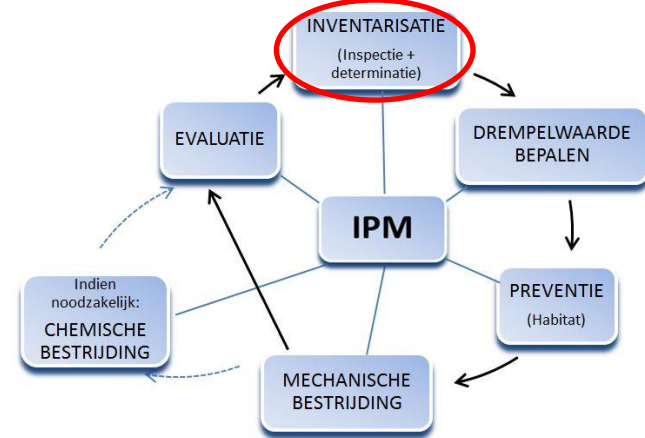 INVENTARISATIE
(Inspectie +
determinatie)
EVALUATIE
DREMPELWAARDE
BEPALEN
IPM
Indien
noodzakelijk:
CHEMISCHE
BESTRIJDING
PREVENTIE
(Habitat)
MECHANISCHE
BESTRIJDING